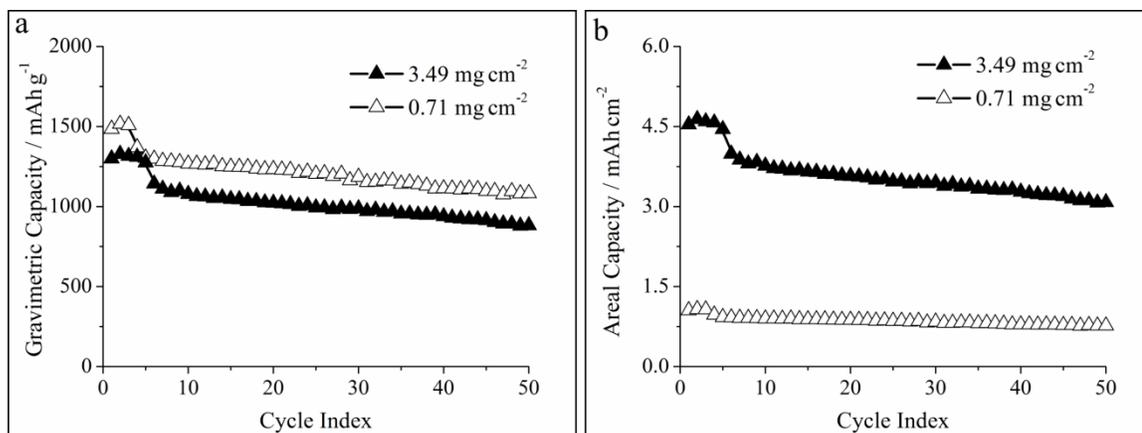 a
Gravimetric Capacity / mAh g⁻¹
2000
1500
1000
500
0
3.49 mg cm⁻²
0.71 mg cm⁻²
0 10 20 30 40 50
Cycle Index
b
Areal Capacity / mAh cm⁻²
6.0
4.5
3.0
1.5
0.0
3.49 mg cm⁻²
0.71 mg cm⁻²
0 10 20 30 40 50
Cycle Index